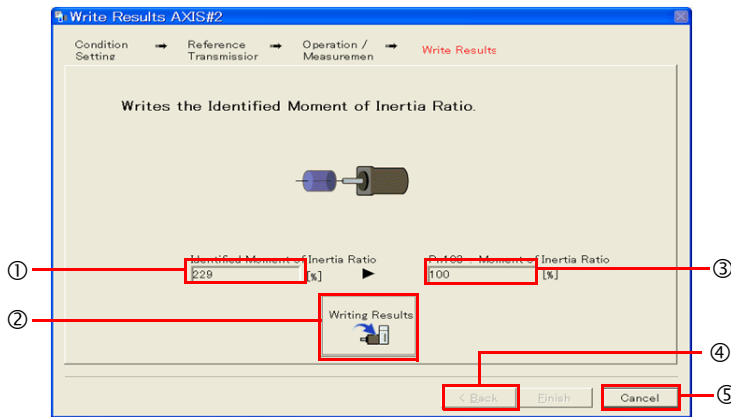 Write Results AXIS#2
Condition Setting → Reference Transmissior → Operation / Measuremen → Write Results
Writes the Identified Moment of Inertia Ratio.
Identified Moment of Inertia Ratio
229 [%] ► 
Pn103 : Moment of Inertia Ratio
100 [%]
Writing Results
< Back
Finish
Cancel
①
②
③
④
⑤